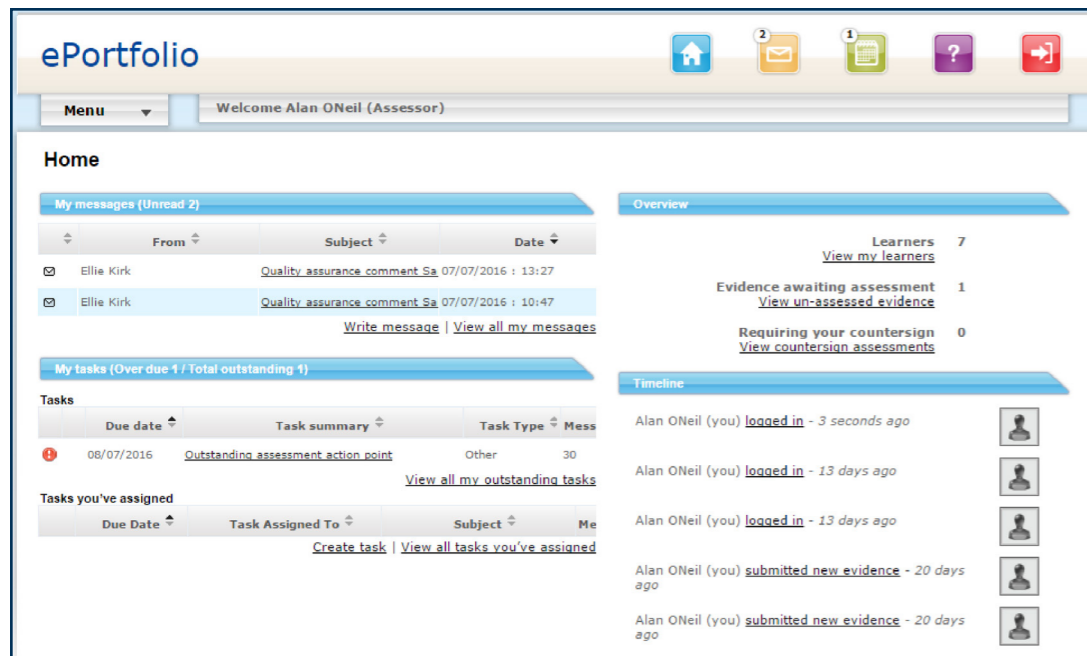 ePortfolio
2
1
?
Menu
Welcome Alan ONeil (Assessor)
Home
My messages (Unread 2)
From Subject Date
Ellie Kirk Quality assurance comment Sa 07/07/2016 : 13:27
Ellie Kirk Quality assurance comment Sa 07/07/2016 : 10:47
Write message | View all my messages
My tasks (Over due 1 / Total outstanding 1)
Tasks
Due date Task summary Task Type Mess
08/07/2016 Outstanding assessment action point Other 30
View all my outstanding tasks
Tasks you've assigned
Due Date Task Assigned To Subject Me
Create task | View all tasks you've assigned
Overview
Learners 7
View my learners
Evidence awaiting assessment 1
View un-assessed evidence
Requiring your countersign 0
View countersign assessments
Timeline
Alan ONeil (you) logged in - 3 seconds ago
Alan ONeil (you) logged in - 13 days ago
Alan ONeil (you) logged in - 13 days ago
Alan ONeil (you) submitted new evidence - 20 days
ago
Alan ONeil (you) submitted new evidence - 20 days
ago